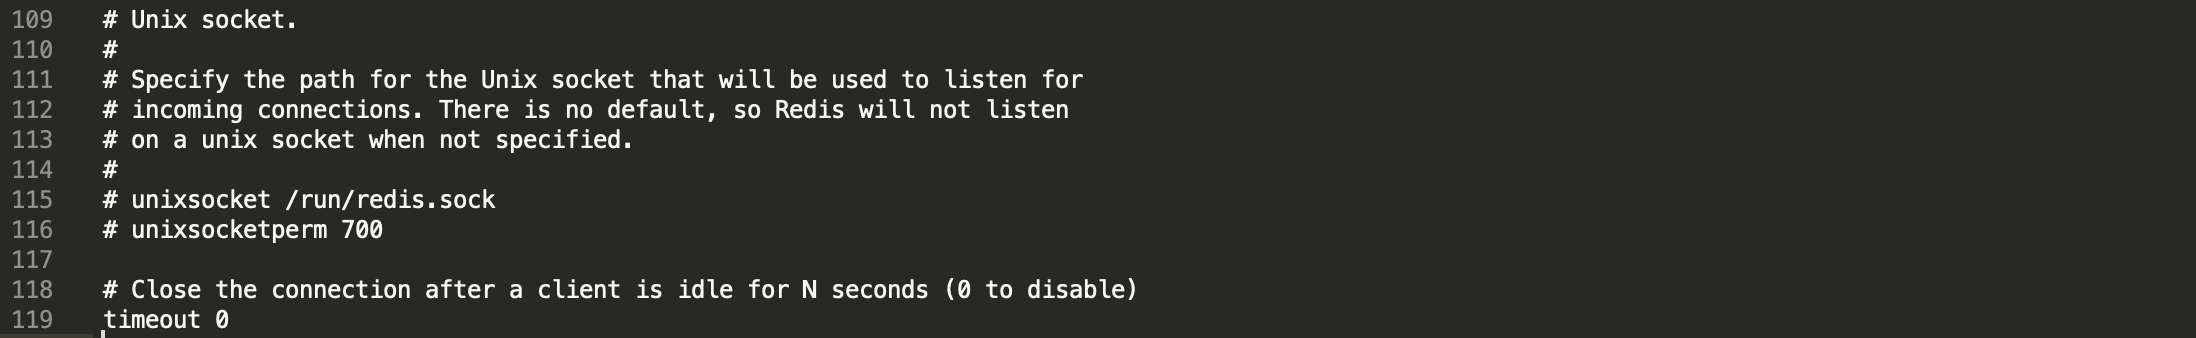 109 # Unix socket.
110 #
111 # Specify the path for the Unix socket that will be used to listen for
112 # incoming connections. There is no default, so Redis will not listen
113 # on a unix socket when not specified.
114 #
115 # unixsocket /run/redis.sock
116 # unixsocketperm 700
117
118 # Close the connection after a client is idle for N seconds (0 to disable)
119 timeout 0